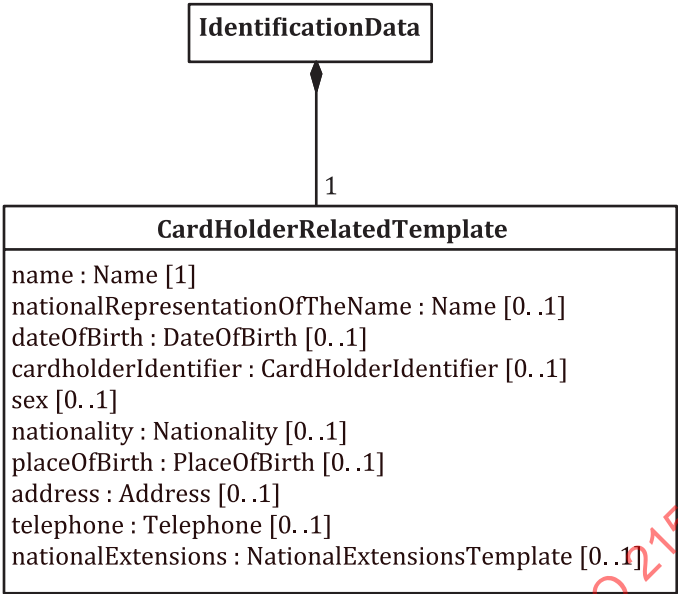 IdentificationData
1
CardHolderRelatedTemplate
name : Name [1]
nationalRepresentationOfTheName : Name [0. .1]
dateOfBirth : DateOfBirth [0. .1]
cardholderIdentifier : CardHolderIdentifier [0. .1]
sex [0. .1]
nationality : Nationality [0. .1]
placeOfBirth : PlaceOfBirth [0. .1]
address : Address [0. .1]
telephone : Telephone [0. .1]
nationalExtensions : NationalExtensionsTemplate [0. .1]